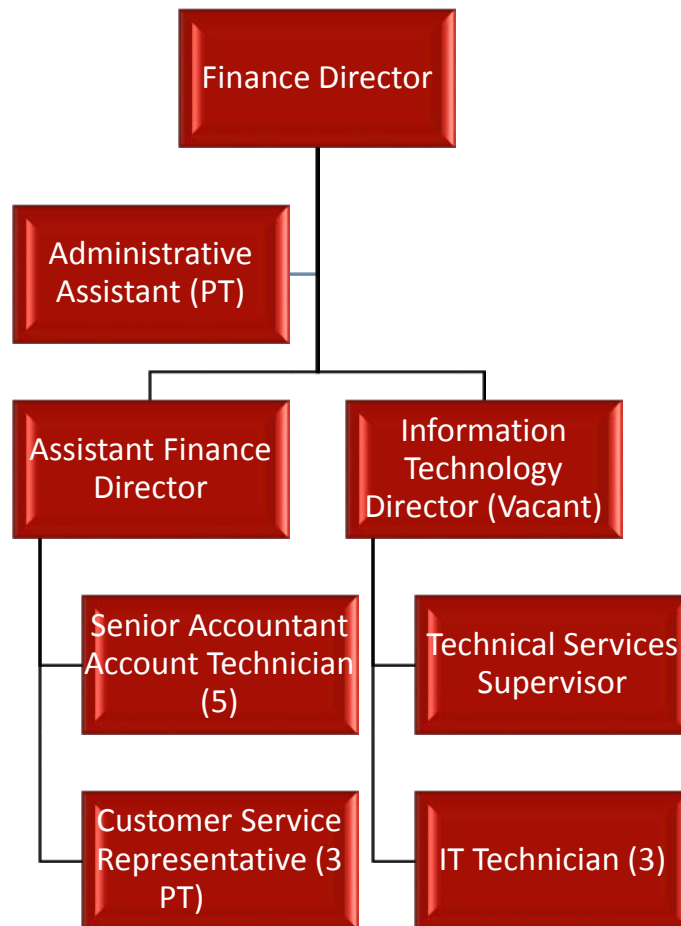 Finance Director
Administrative
Assistant (PT)
Assistant Finance
Director
Information
Technology
Director (Vacant)
Senior Accountant
Account Technician
(5)
Technical Services
Supervisor
Customer Service
Representative (3
PT)
IT Technician (3)